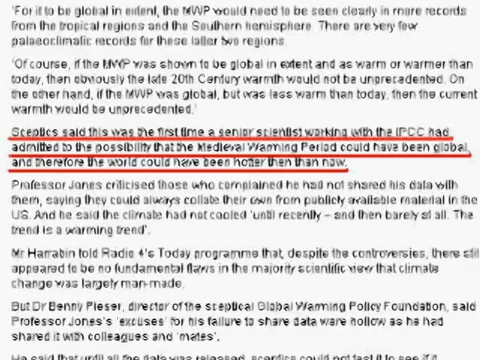 'For it to be global in extent, the MWP would need to be seen clearly in more records
from the tropical regions and the Southern hemisphere. There are very few
palaeoclimatic records for these latter two regions.
'Of course, if the MWP was shown to be global in extent and as warm or warmer than
today, then obviously the late 20th Century warmth would not be unprecedented. On
the other hand, if the MWP was global, but was less warm than today, then the current
warmth would be unprecedented.'
Sceptics said this was the first time a senior scientist working with the IPCC had
admitted to the possibility that the Medieval Warming Period could have been global,
and therefore the world could have been hotter then than now.
Professor Jones criticised those who complained he had not shared his data with
them, saying they could always collate their own from publicly available material in the
US. And he said the climate had not cooled 'until recently – and then barely at all. The
trend is a warming trend'.
Mr Harrabin told Radio 4's Today programme that, despite the controversies, there still
appeared to be no fundamental flaws in the majority scientific view that climate
change was largely man-made.
But Dr Benny Pieser, director of the sceptical Global Warming Policy Foundation, said
Professor Jones's 'excuses' for his failure to share data were hollow as he had
shared it with colleagues and 'mates'.
He said that until all the data was released, sceptics could not test it to see if it